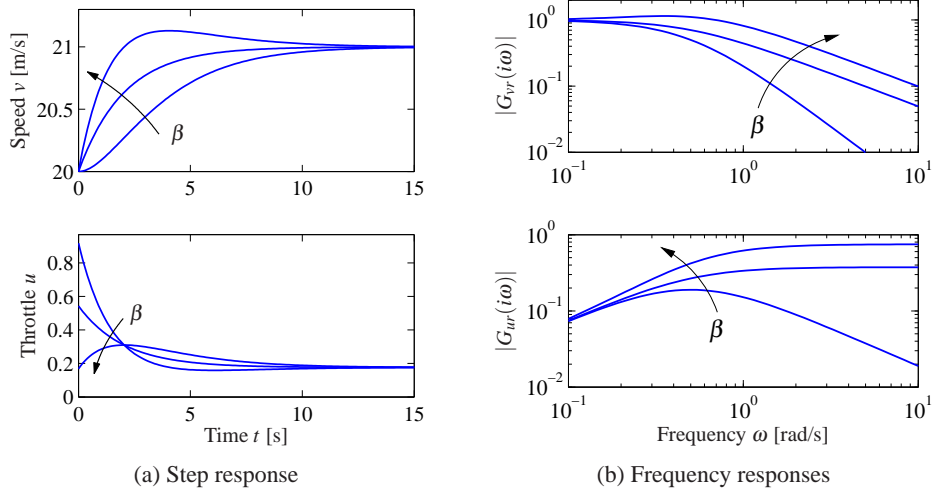 Speed v [m/s]
21
20.5
20
0
5
10
15
β
Throttle u
0.8
0.6
0.4
0.2
0
0
5
10
15
β
Time t [s]
(a) Step response
|G_vr(iω)|
10^0
10^−1
10^−2
10^−1
10^0
10^1
β
|G_ur(iω)|
10^0
10^−1
10^−2
10^−1
10^0
10^1
β
Frequency ω [rad/s]
(b) Frequency responses